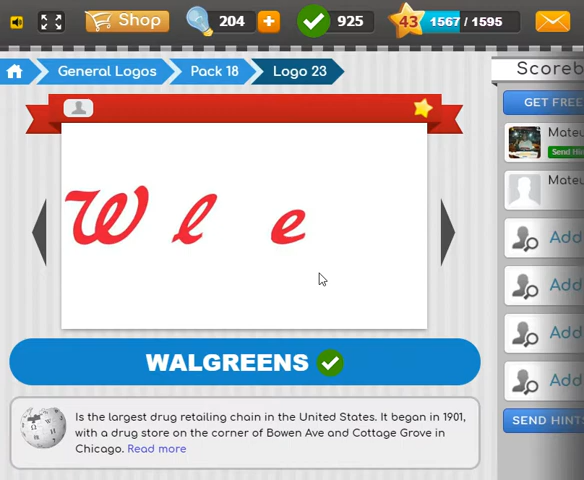 Shop 204 + 925 43 1567 / 1595
General Logos Pack 18 Logo 23
Scoreb
GET FREE
Mateu
Send Hin
Mateu
W l e
Add
Add
Add
Add
WALGREENS
SEND HINTS
Is the largest drug retailing chain in the United States. It began in 1901,
with a drug store on the corner of Bowen Ave and Cottage Grove in
Chicago. Read more